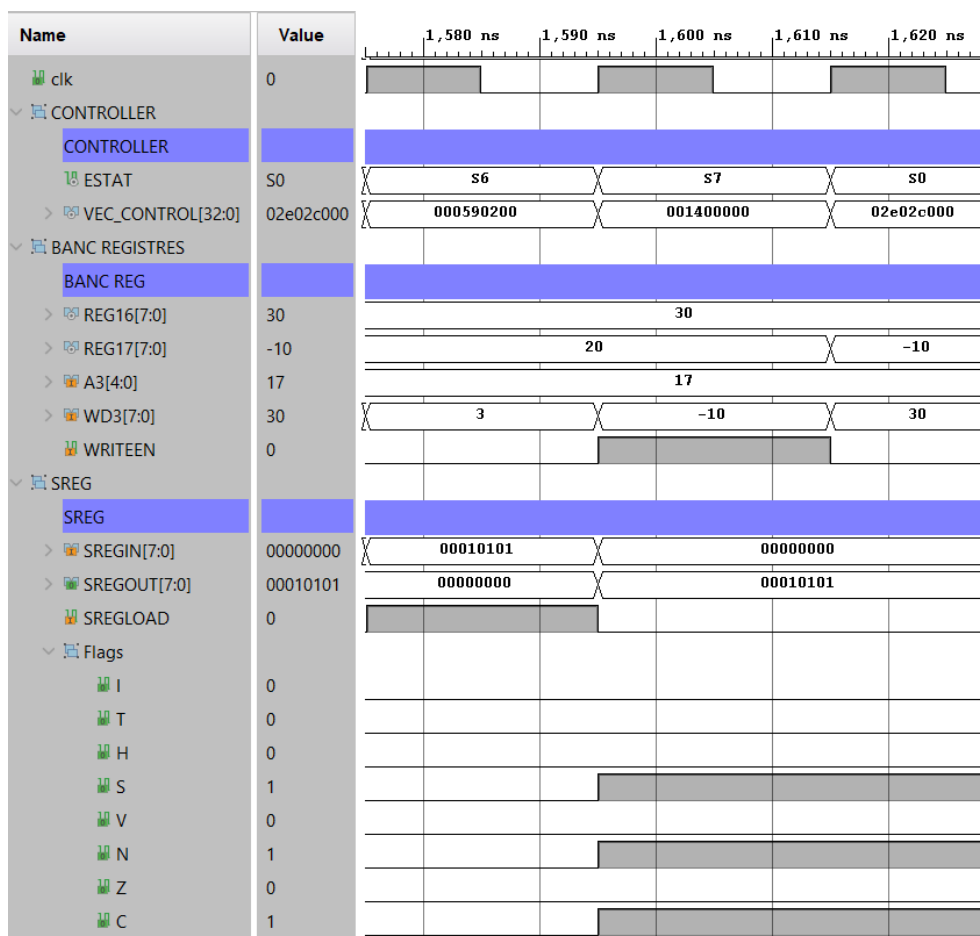 Name Value 1,580 ns 1,590 ns 1,600 ns 1,610 ns 1,620 ns
clk 0
CONTROLLER
CONTROLLER
ESTAT S0 S6 S7 S0
VEC_CONTROL[32:0] 02e02c000 000590200 001400000 02e02c000
BANC REGISTRES
BANC REG
REG16[7:0] 30 30
REG17[7:0] -10 20 -10
A3[4:0] 17 17
WD3[7:0] 30 3 -10 30
WRITEEN 0
SREG
SREG
SREGIN[7:0] 00000000 00010101 00000000
SREGOUT[7:0] 00010101 00000000 00010101
SREGLOAD 0
Flags
I 0
T 0
H 0
S 1
V 0
N 1
Z 0
C 1